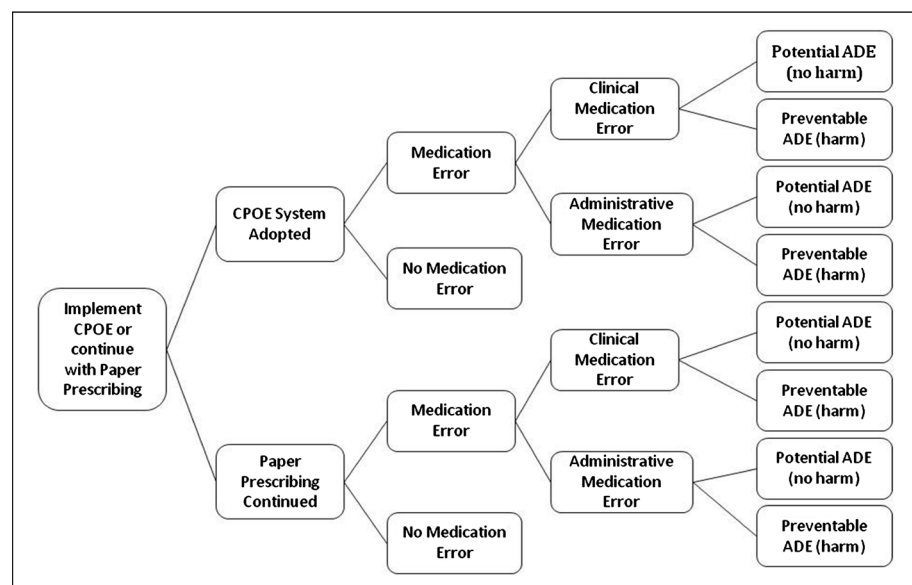 Potential ADE
(no harm)
Clinical
Medication
Error
Preventable
ADE (harm)
Medication
Error
Potential ADE
(no harm)
Administrative
Medication
Error
CPOE System
Adopted
Preventable
ADE (harm)
No Medication
Error
Implement
CPOE or
continue
with Paper
Prescribing
Potential ADE
(no harm)
Clinical
Medication
Error
Preventable
ADE (harm)
Medication
Error
Potential ADE
(no harm)
Paper
Prescribing
Continued
Administrative
Medication
Error
Preventable
ADE (harm)
No Medication
Error